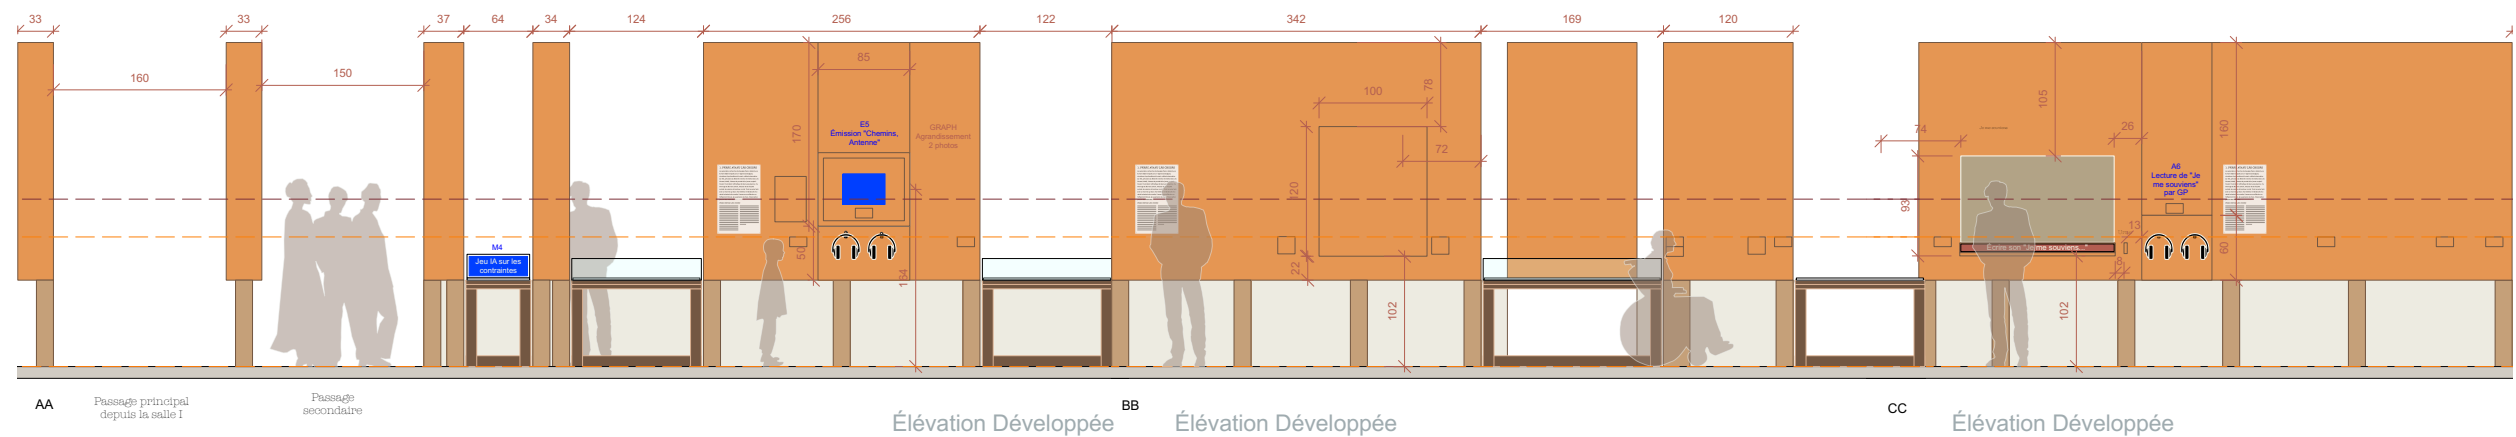 33
33
37
64
34
124
256
122
342
169
120
160
150
85
170
50
184
E5
Émission "Chemins,
Antenne"
GRAPH
Agrandissement
2 photos
M4
Jeu IA sur les
contraintes
100
78
72
120
22
102
74
105
26
160
93
A6
Lecture de "Je
me souviens"
par GP
13
60
8
102
Écrire son "Je me souviens..."
AA
Passage principal
depuis la salle I
Passage
secondaire
Élévation Développée
BB
Élévation Développée
CC
Élévation Développée